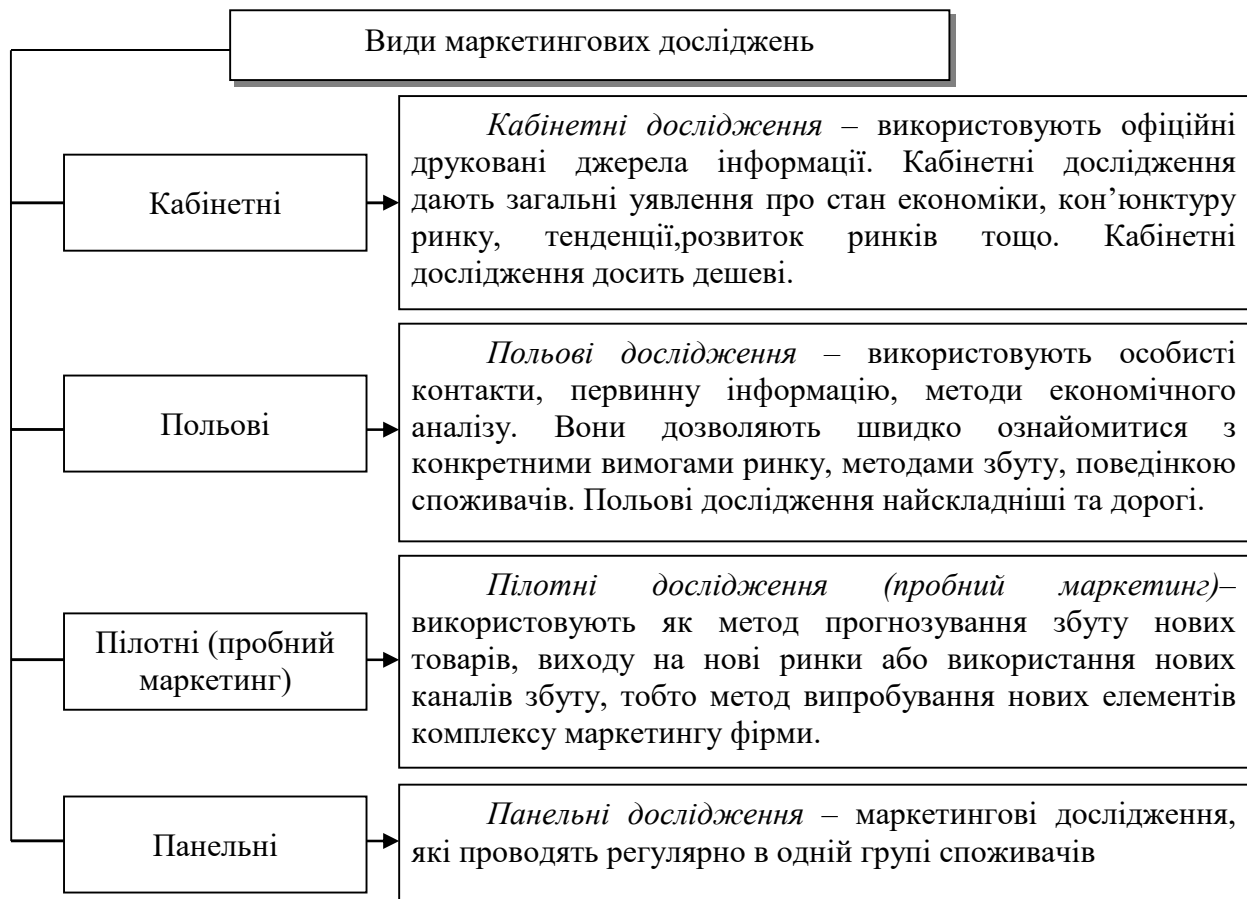 Види маркетингових досліджень
Кабінетні
Кабінетні дослідження – використовують офіційні
друковані джерела інформації. Кабінетні дослідження
дають загальні уявлення про стан економіки, кон’юнктуру
ринку, тенденції,розвиток ринків тощо. Кабінетні
дослідження досить дешеві.
Польові
Польові дослідження – використовують особисті
контакти, первинну інформацію, методи економічного
аналізу. Вони дозволяють швидко ознайомитися з
конкретними вимогами ринку, методами збуту, поведінкою
споживачів. Польові дослідження найскладніші та дорогі.
Пілотні (пробний
маркетинг)
Пілотні дослідження (пробний маркетинг)–
використовують як метод прогнозування збуту нових
товарів, виходу на нові ринки або використання нових
каналів збуту, тобто метод випробування нових елементів
комплексу маркетингу фірми.
Панельні
Панельні дослідження – маркетингові дослідження,
які проводять регулярно в одній групі споживачів